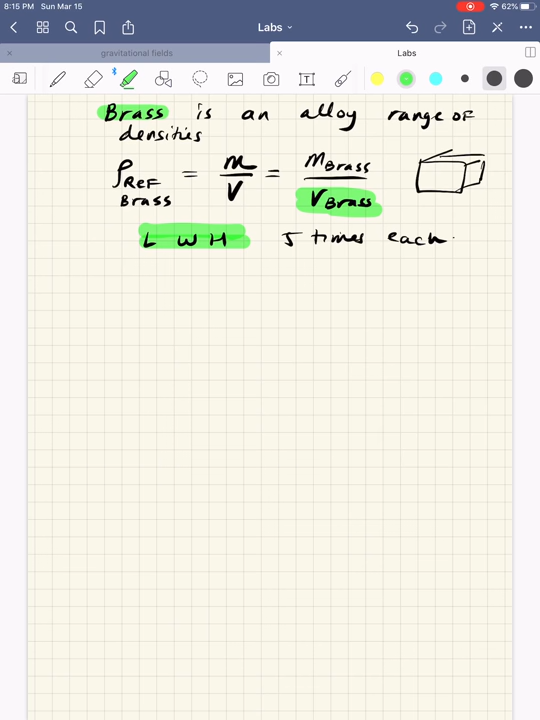 8:15 PM Sun Mar 15
62%
Labs
gravitational fields
Labs
T
Brass is an alloy range of
densities
ρRef Brass = m/V = mBrass/VBrass
L W H 5 times each.